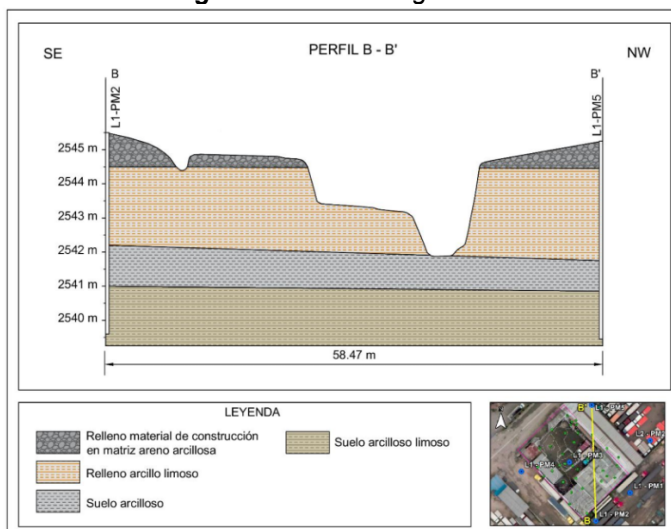 SE
PERFIL B - B'
NW
B
B'
L1-PM2
L1-PM5
2545 m
2544 m
2543 m
2542 m
2541 m
2540 m
58.47 m
LEYENDA
Relleno material de construcción
en matriz areno arcillosa
Suelo arcilloso limoso
Relleno arcillo limoso
Suelo arcilloso
B'
L1 - PM5
L1 - PM3
L1 - PM4
L1 - PM1
L1 - PM2
B